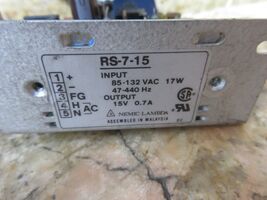 RS-7-15
INPUT
85-132 VAC 17W
47-440 Hz
OUTPUT
15V 0.7A
1 +
2 -
3 FG
4 H AC
5 N
NEMIC-LAMBDA
ASSEMBLED IN MALAYSIA